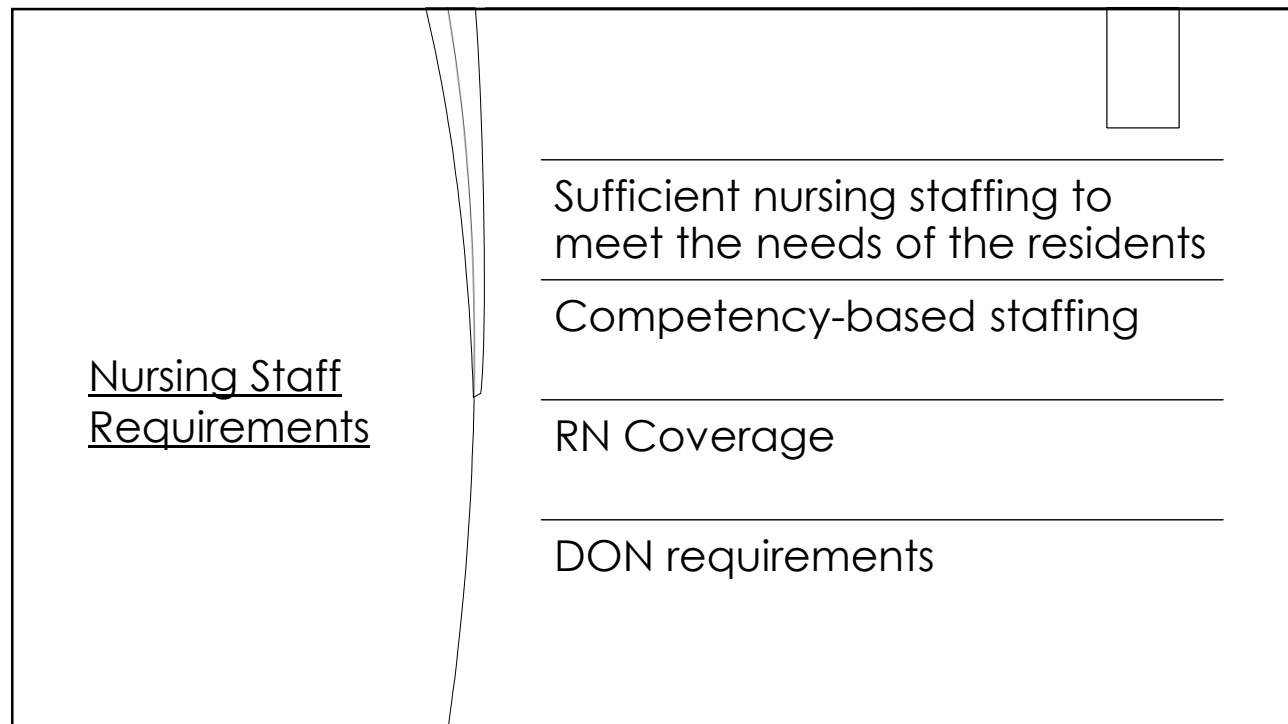 Nursing Staff
Requirements
Sufficient nursing staffing to
meet the needs of the residents
Competency-based staffing
RN Coverage
DON requirements